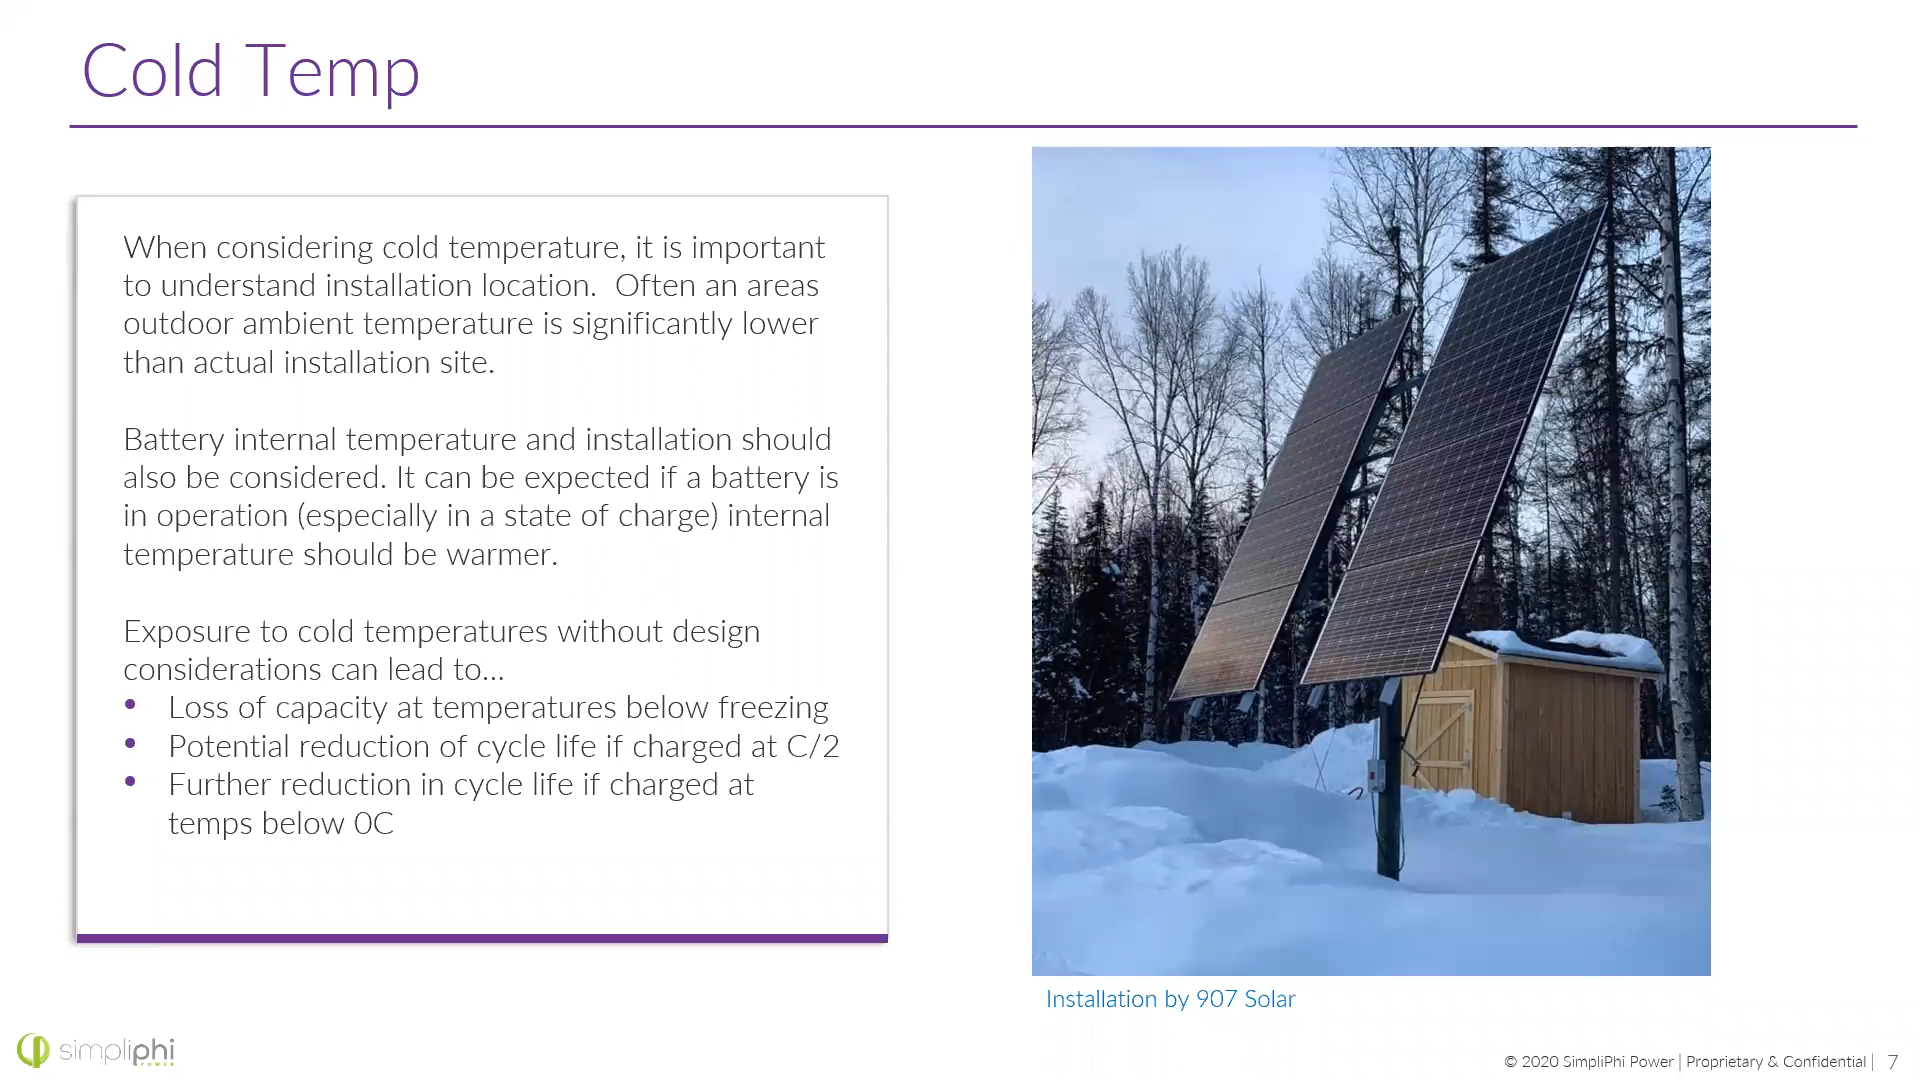 Cold Temp
When considering cold temperature, it is important
to understand installation location.  Often an areas
outdoor ambient temperature is significantly lower
than actual installation site.
Battery internal temperature and installation should
also be considered. It can be expected if a battery is
in operation (especially in a state of charge) internal
temperature should be warmer.
Exposure to cold temperatures without design
considerations can lead to...
• Loss of capacity at temperatures below freezing
• Potential reduction of cycle life if charged at C/2
• Further reduction in cycle life if charged at
temps below 0C
Installation by 907 Solar
simpliphi
POWER
© 2020 SimpliPhi Power | Proprietary & Confidential | 7